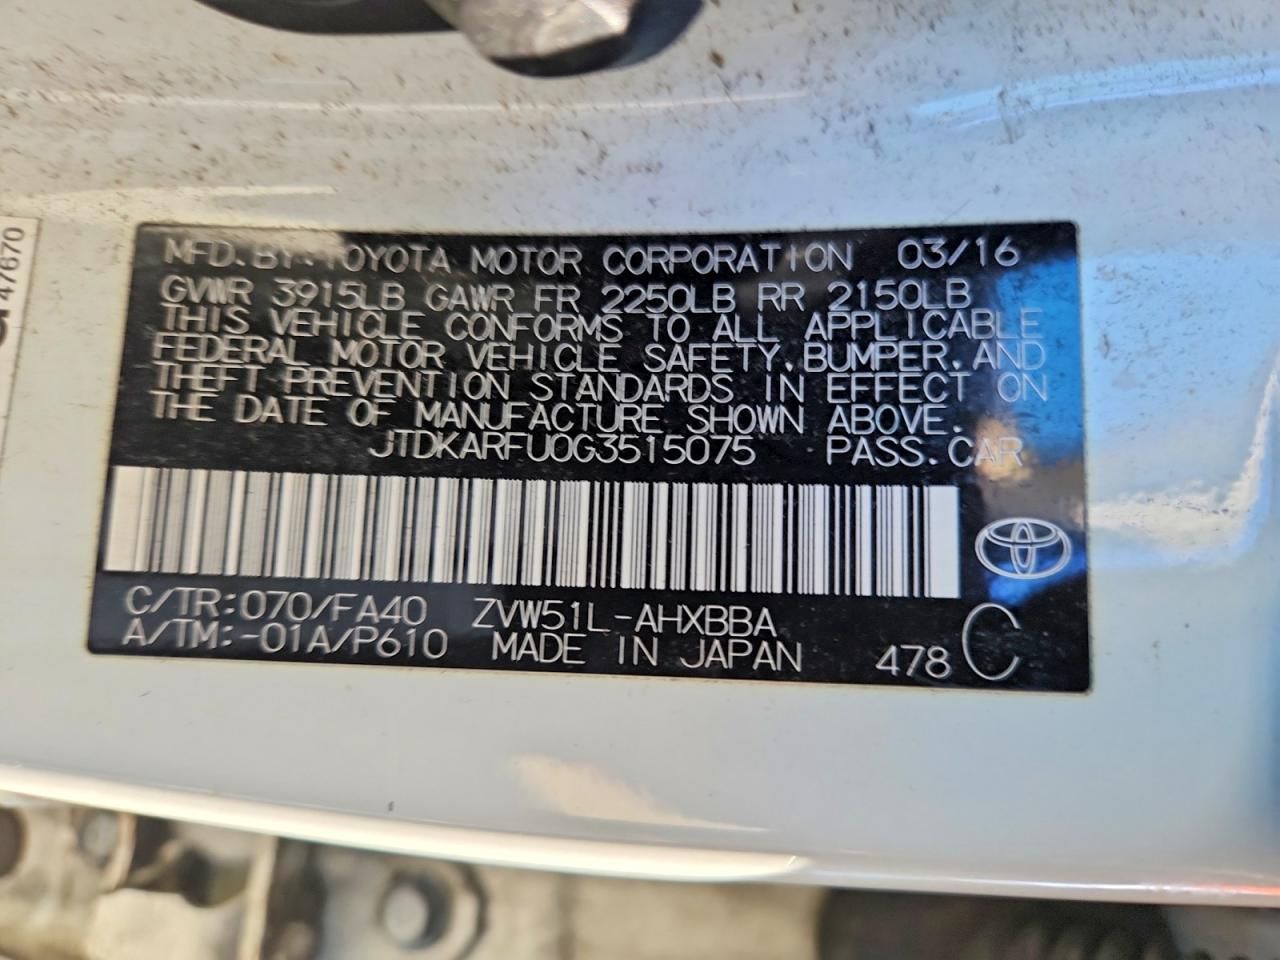 MFD. BY: TOYOTA MOTOR CORPORATION 03/16
GVWR 3915LB GAWR FR 2250LB RR 2150LB
THIS VEHICLE CONFORMS TO ALL APPLICABLE
FEDERAL MOTOR VEHICLE SAFETY, BUMPER, AND
THEFT PREVENTION STANDARDS IN EFFECT ON
THE DATE OF MANUFACTURE SHOWN ABOVE.
JTDKARFU0G3515075 PASS. CAR
C/TR:070/FA40 ZVW51L-AHXBBA
A/TM:-01A/P610 MADE IN JAPAN 478 C
47670